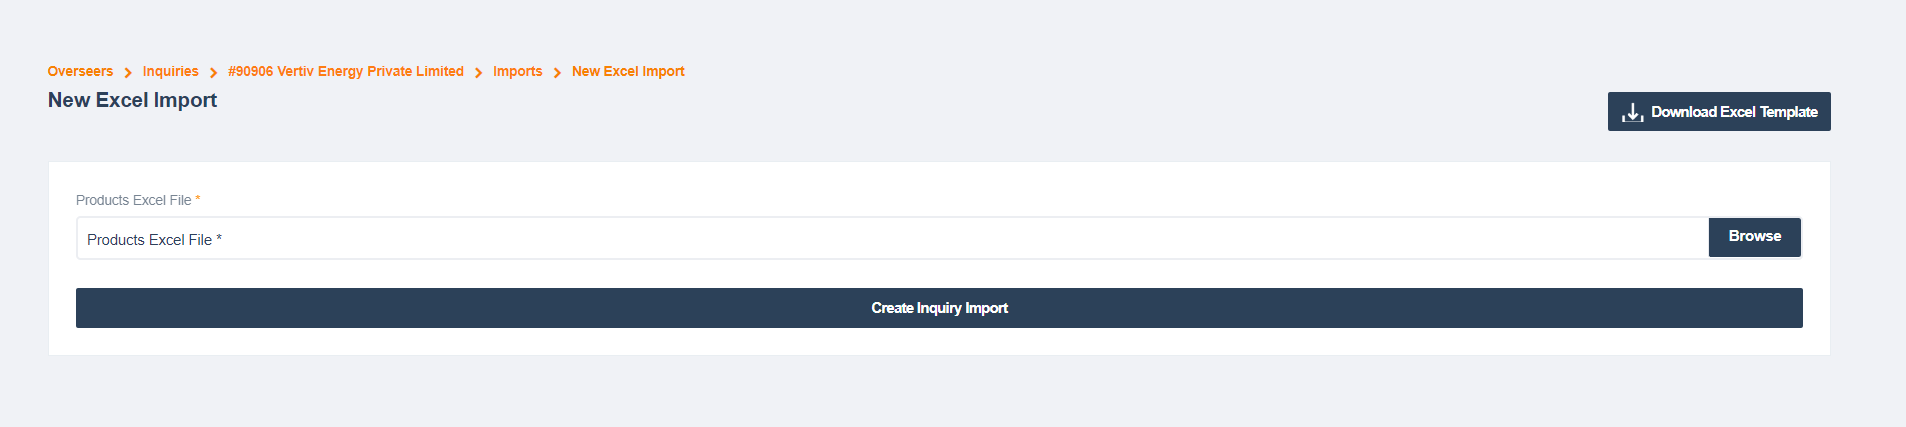 Overseers > Inquiries > #90906 Vertiv Energy Private Limited > Imports > New Excel Import
New Excel Import
Download Excel Template
Products Excel File *
Products Excel File *
Browse
Create Inquiry Import